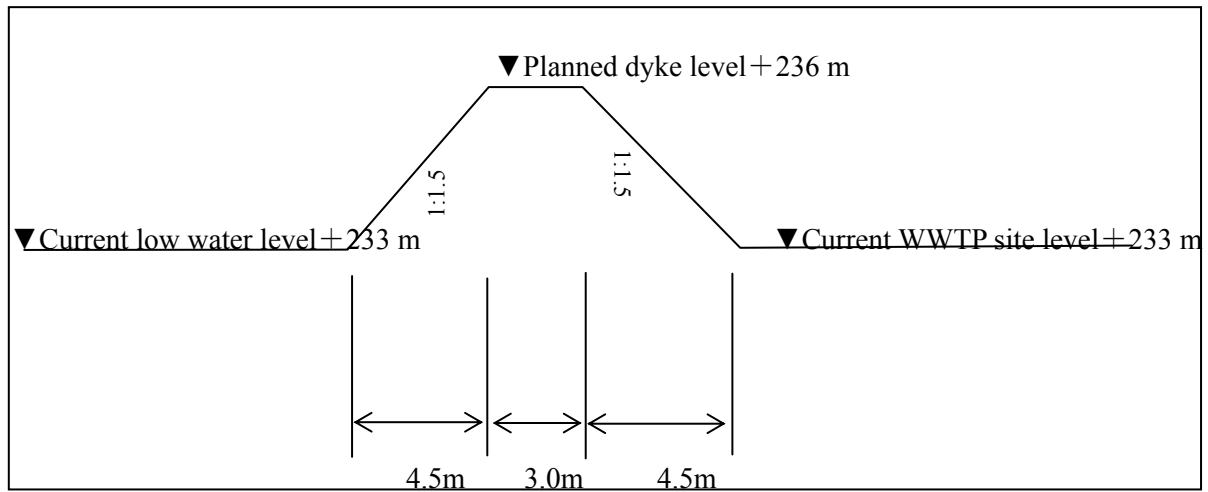 ▼Planned dyke level＋236 m
1:1.5
1:1.5
▼Current low water level＋233 m
▼Current WWTP site level＋233 m
4.5m
3.0m
4.5m